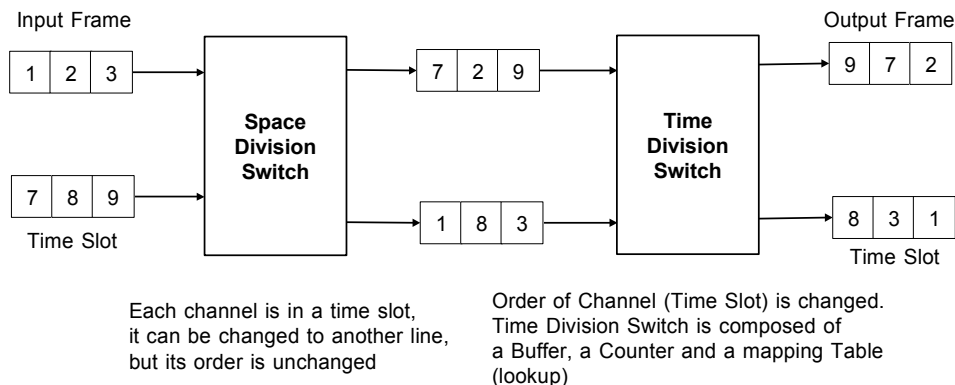 Input Frame
Output Frame
1 2 3
7 2 9
9 7 2
Space
Division
Switch
Time
Division
Switch
7 8 9
1 8 3
8 3 1
Time Slot
Time Slot
Each channel is in a time slot,
it can be changed to another line,
but its order is unchanged
Order of Channel (Time Slot) is changed.
Time Division Switch is composed of
a Buffer, a Counter and a mapping Table
(lookup)